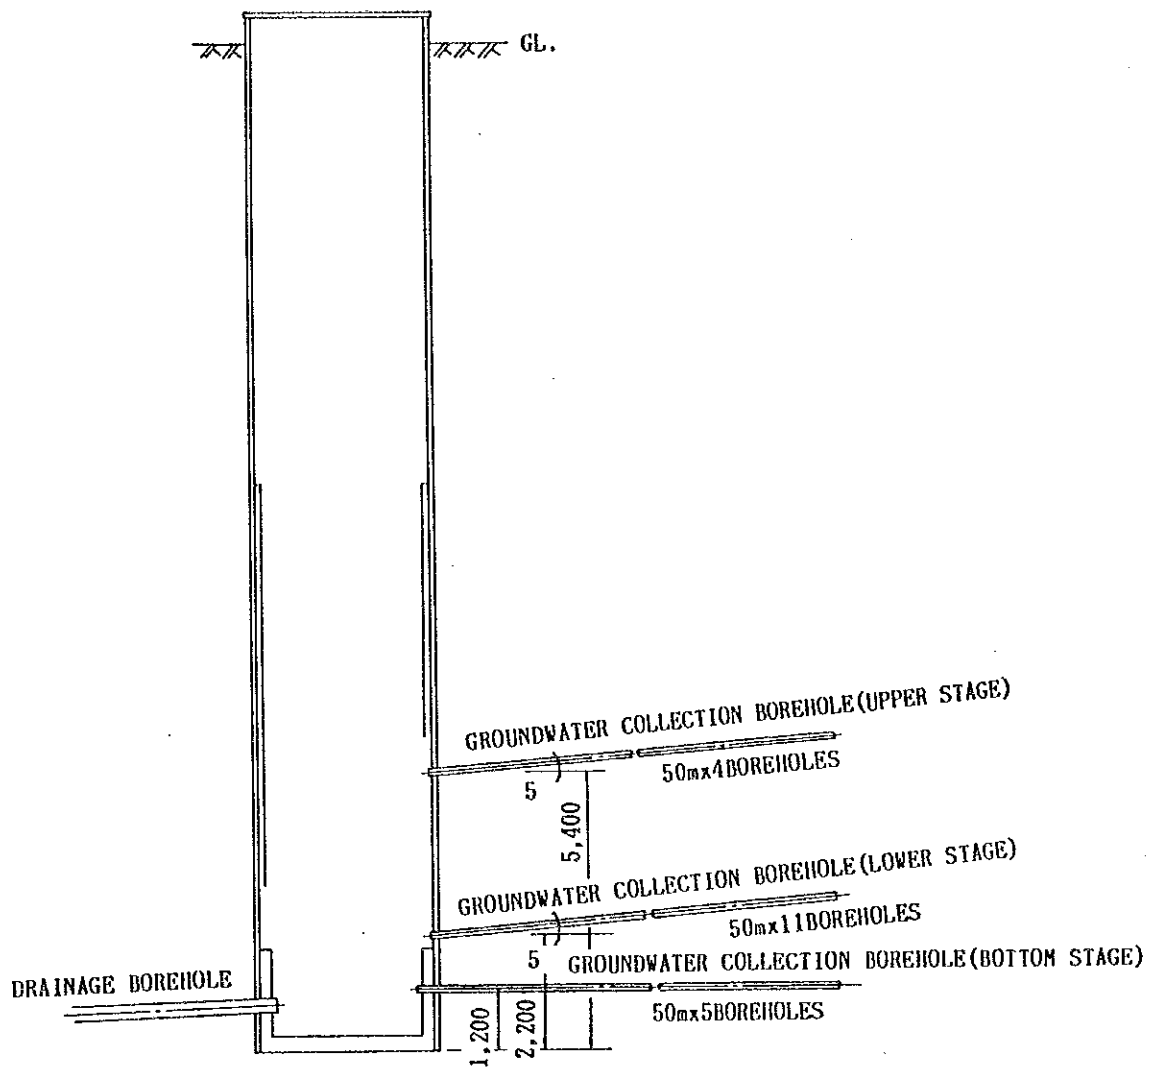 GL.
GROUNDWATER COLLECTION BOREHOLE(UPPER STAGE)
50mx4BOREHOLES
5
5,400
GROUNDWATER COLLECTION BOREHOLE(LOWER STAGE)
50mx11BOREHOLES
5
GROUNDWATER COLLECTION BOREHOLE(BOTTOM STAGE)
DRAINAGE BOREHOLE
50mx5BOREHOLES
1,200
2,200